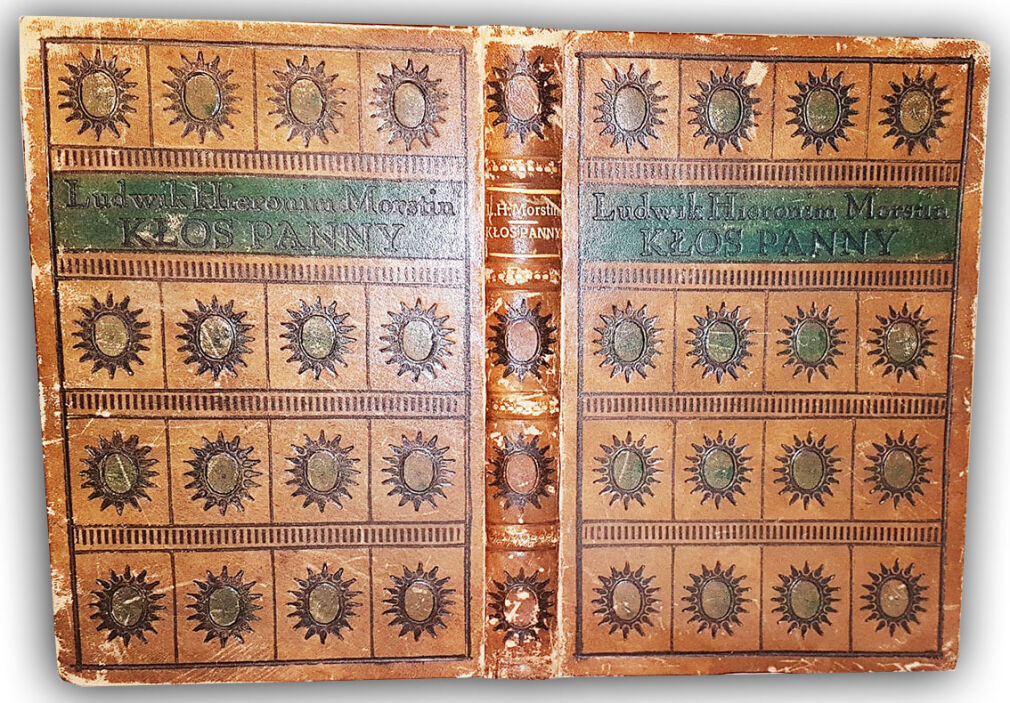 Ludwik Hieronim Morstin
KŁOS PANNY
L.H. Morstin
KŁOS PANNY
Ludwik Hieronim Morstin
KŁOS PANNY